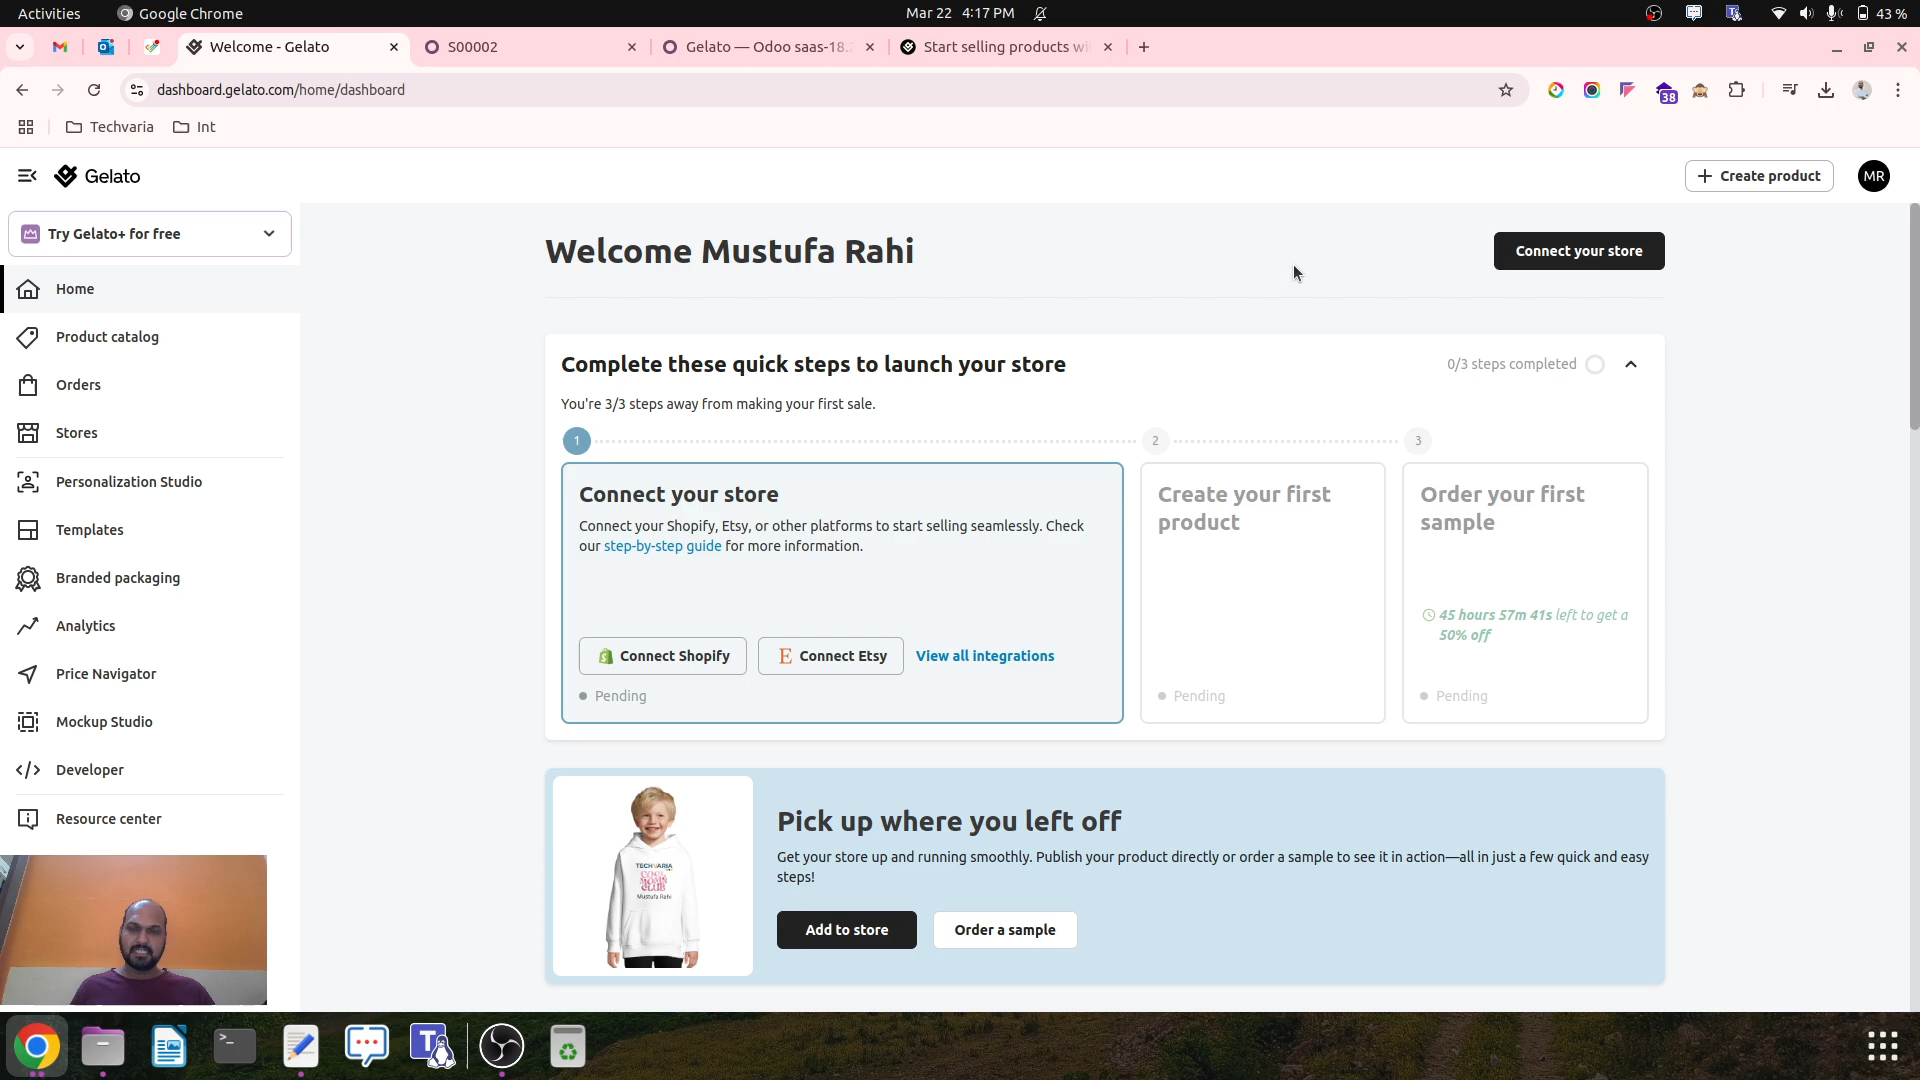 Activities
Google Chrome
Mar 22 4:17 PM
43 %
Welcome - Gelato
S00002
Gelato — Odoo saas-18.
Start selling products wi
dashboard.gelato.com/home/dashboard
38
Techvaria
Int
Gelato
Create product
MR
Try Gelato+ for free
Home
Product catalog
Orders
Stores
Personalization Studio
Templates
Branded packaging
Analytics
Price Navigator
Mockup Studio
Developer
Resource center
Welcome Mustufa Rahi
Connect your store
Complete these quick steps to launch your store
0/3 steps completed
You're 3/3 steps away from making your first sale.
1
2
3
Connect your store
Connect your Shopify, Etsy, or other platforms to start selling seamlessly. Check
our step-by-step guide for more information.
Connect Shopify
E Connect Etsy
View all integrations
Pending
Create your first
product
Pending
Order your first
sample
45 hours 57m 41s left to get a
50% off
Pending
TECHVARIA
COOL
MOMS
CLUB
Mustufa Rahi
Pick up where you left off
Get your store up and running smoothly. Publish your product directly or order a sample to see it in action—all in just a few quick and easy
steps!
Add to store
Order a sample